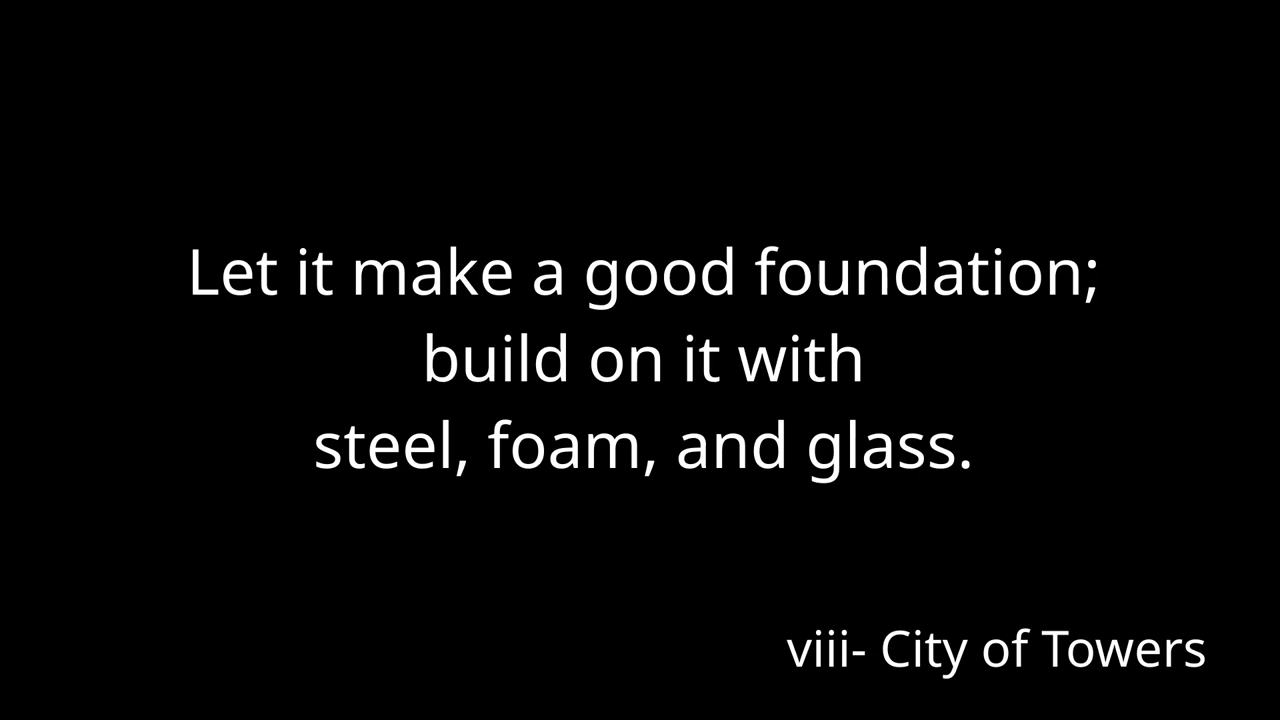 Let it make a good foundation;
build on it with
steel, foam, and glass.
viii- City of Towers